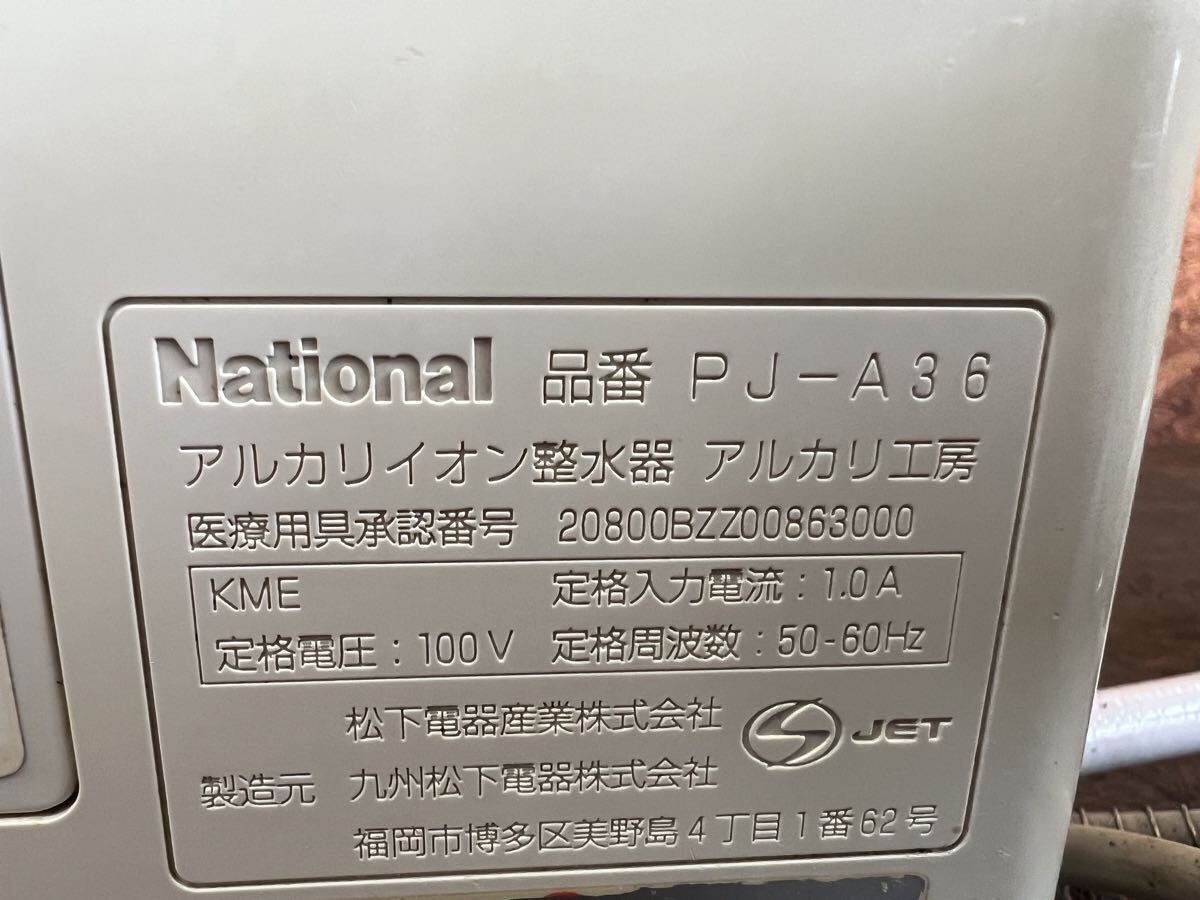 National 品番 PJ-A36
アルカリイオン整水器 アルカリ工房
医療用具承認番号 20800BZZ00863000
KME 定格入力電流:1.0A
定格電圧:100V 定格周波数:50-60Hz
松下電器産業株式会社 JET
製造元 九州松下電器株式会社
福岡市博多区美野島4丁目1番62号